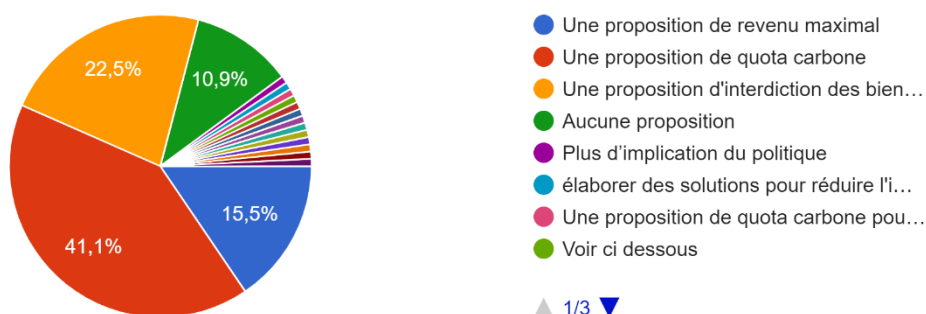 22,5%
10,9%
15,5%
41,1%
Une proposition de revenu maximal
Une proposition de quota carbone
Une proposition d'interdiction des bien…
Aucune proposition
Plus d’implication du politique
élaborer des solutions pour réduire l'i…
Une proposition de quota carbone pou…
Voir ci dessous
1/3